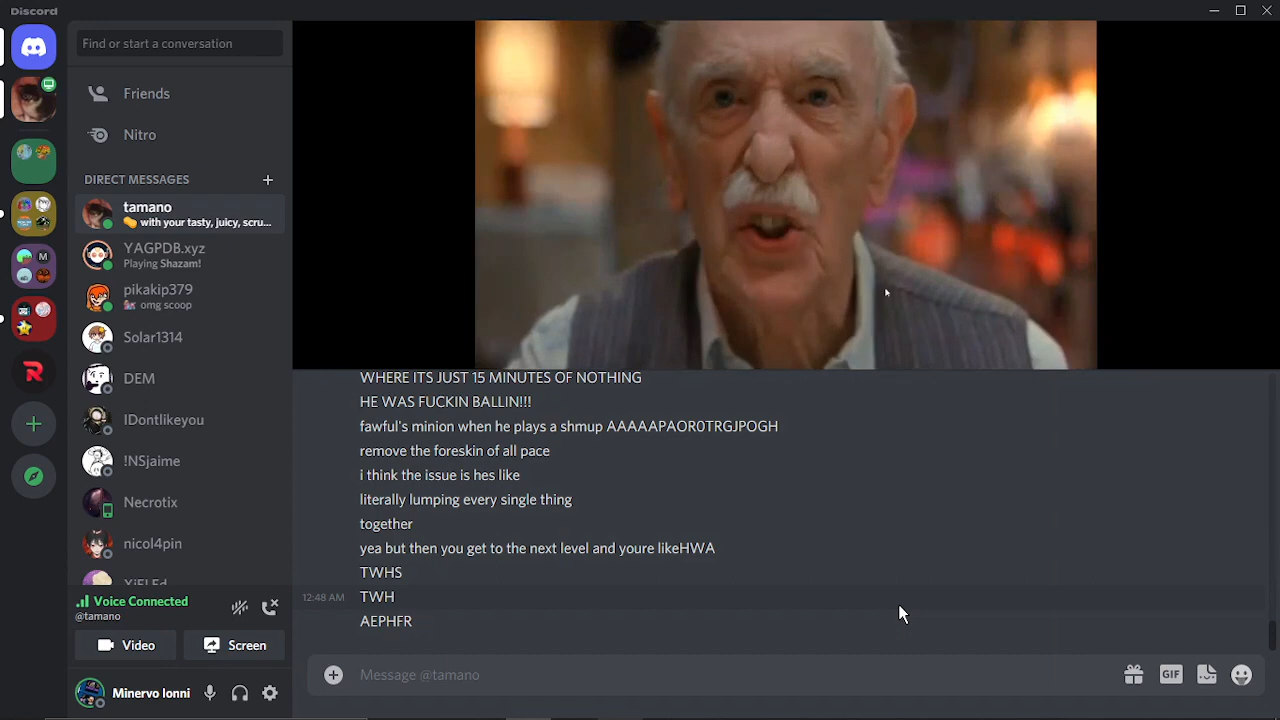 Discord
Find or start a conversation
Friends
Nitro
DIRECT MESSAGES
tamano
with your tasty, juicy, scru...
YAGPDB.xyz
Playing Shazam!
pikakip379
omg scoop
Solar1314
DEM
IDontlikeyou
!NSjaime
Necrotix
nicol4pin
Voice Connected
@tamano
Video
Screen
Minervo Ionni
WHERE ITS JUST 15 MINUTES OF NOTHING
HE WAS FUCKIN BALLIN!!!
fawful's minion when he plays a shmup AAAAAPAOR0TRGJPOGH
remove the foreskin of all pace
i think the issue is hes like
literally lumping every single thing
together
yea but then you get to the next level and youre likeHWA
TWHS
12:48 AM TWH
AEPHFR
Message @tamano
GIF